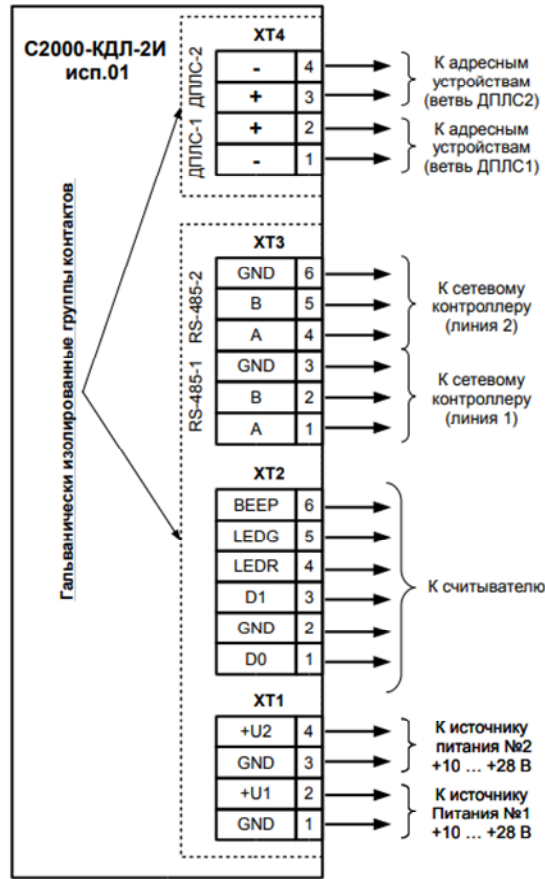 С2000-КДЛ-2И
исп.01
Гальванически изолированные группы контактов
XT4
ДПЛС-2
ДПЛС-1
- 4
+ 3
+ 2
- 1
К адресным
устройствам
(ветвь ДПЛС2)
К адресным
устройствам
(ветвь ДПЛС1)
XT3
RS-485-2
RS-485-1
GND 6
B 5
A 4
GND 3
B 2
A 1
К сетевому
контроллеру
(линия 2)
К сетевому
контроллеру
(линия 1)
XT2
BEEP 6
LEDG 5
LEDR 4
D1 3
GND 2
D0 1
К считывателю
XT1
+U2 4
GND 3
+U1 2
GND 1
К источнику
питания №2
+10 ... +28 В
К источнику
Питания №1
+10 ... +28 В